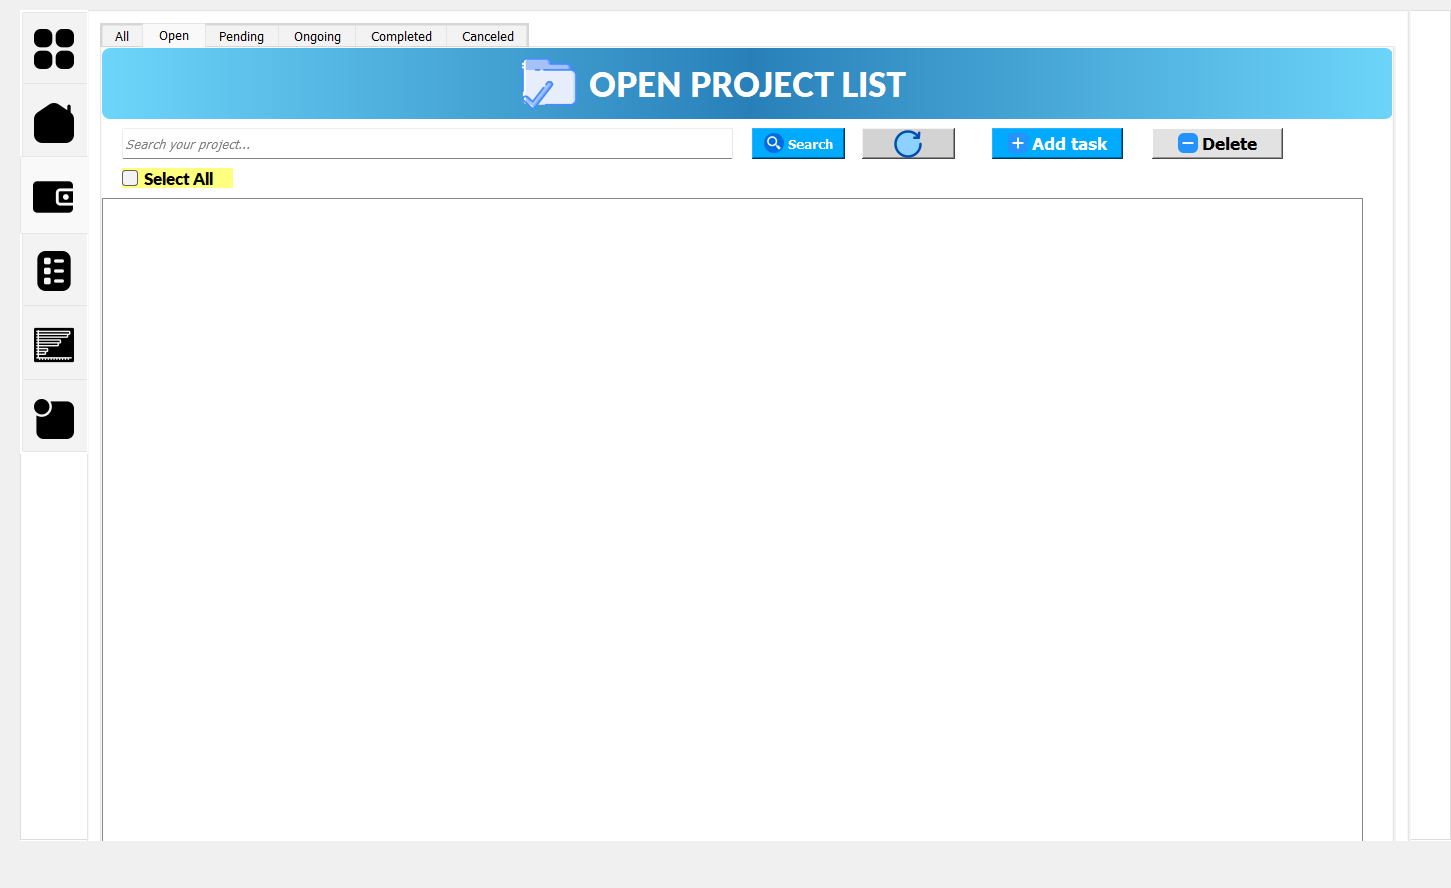 All Open Pending Ongoing Completed Canceled
OPEN PROJECT LIST
Search your project... Search Add task Delete
Select All